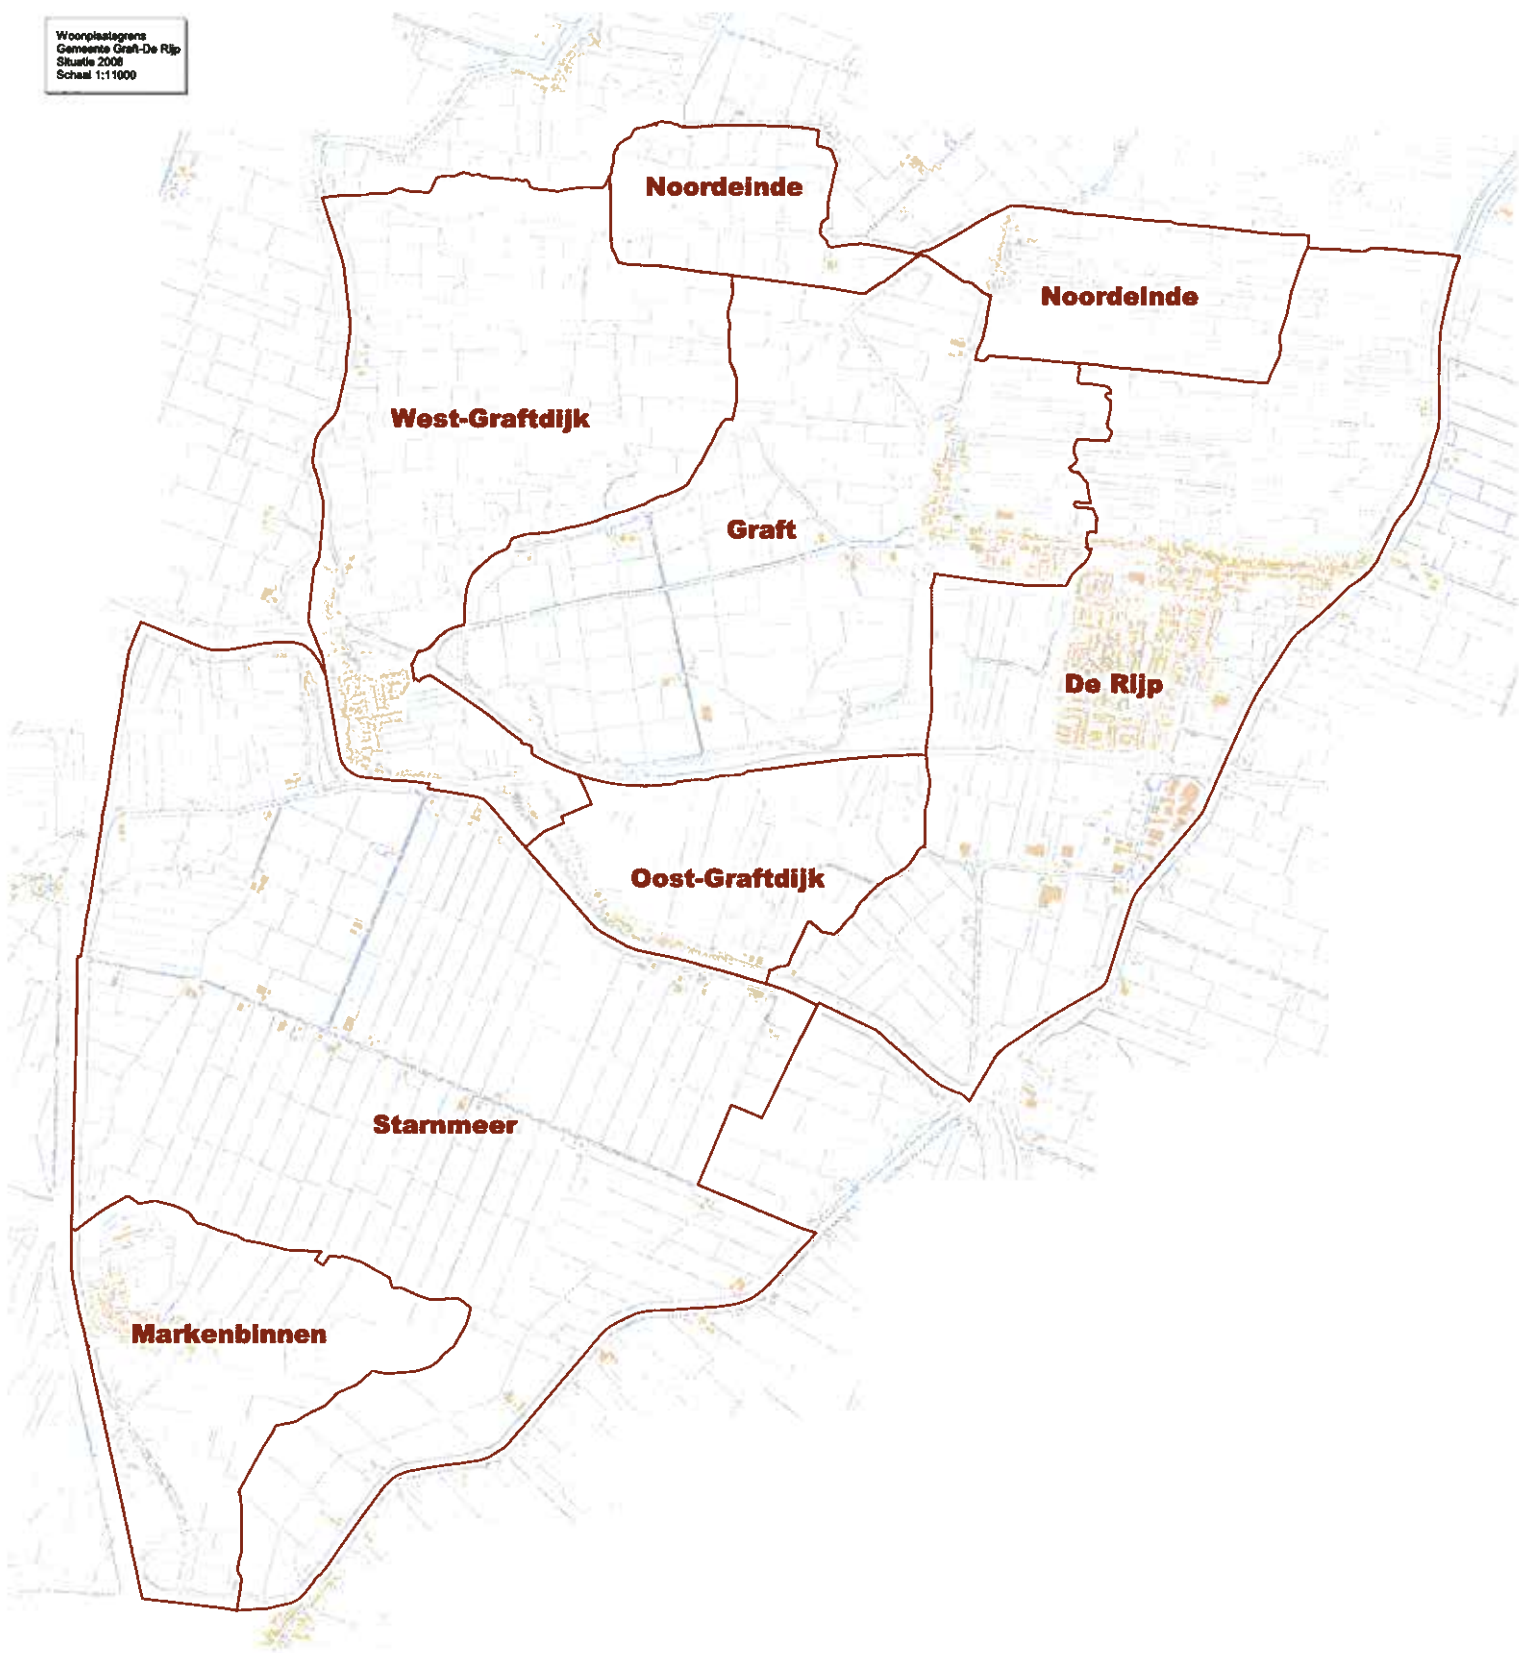 Woonplaatsgrens
Gemeente Graft-De Rijp
Situatie 2008
Schaal 1:11000
Noordeinde
Noordeinde
West-Graftdijk
Graft
De Rijp
Oost-Graftdijk
Starnmeer
Markenbinnen